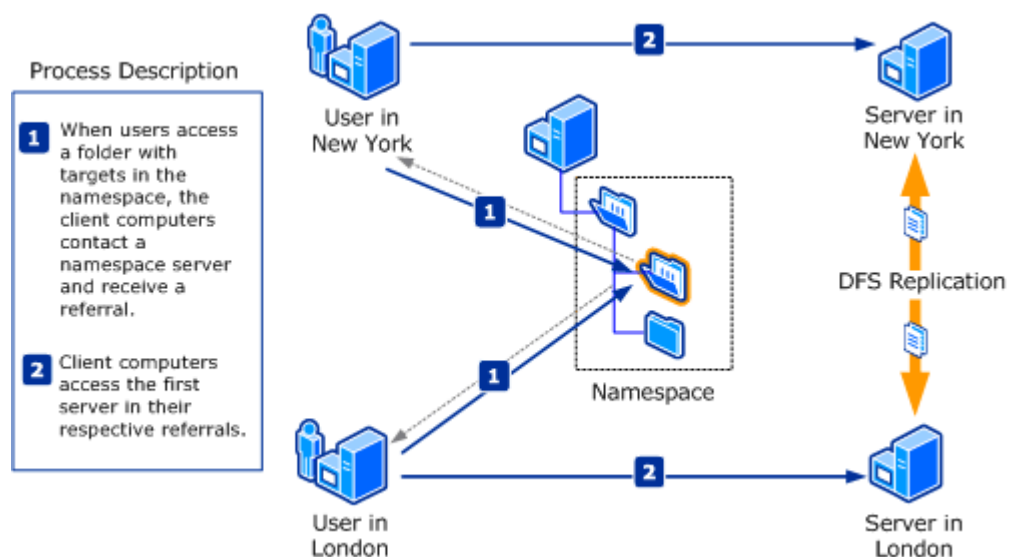 Process Description
1
When users access
a folder with
targets in the
namespace, the
client computers
contact a
namespace server
and receive a
referral.
2
Client computers
access the first
server in their
respective referrals.
2
User in
New York
Server in
New York
1
DFS Replication
1
Namespace
2
User in
London
Server in
London